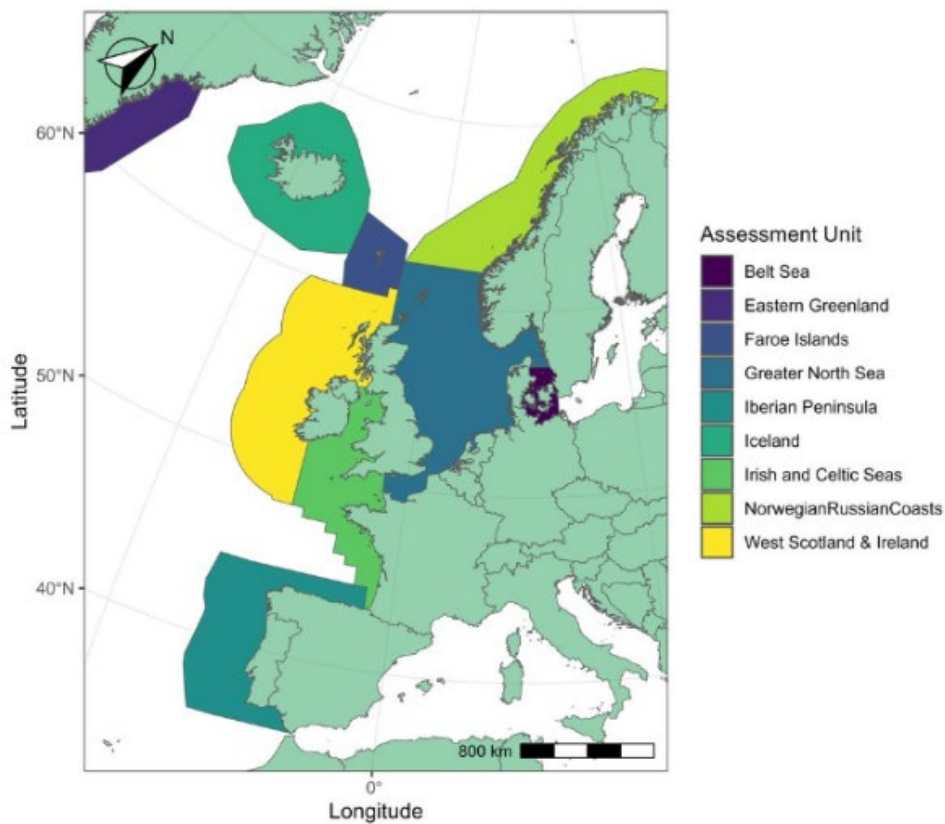 N
60°N
50°N
40°N
Latitude
800 km
0°
Longitude
Assessment Unit
Belt Sea
Eastern Greenland
Faroe Islands
Greater North Sea
Iberian Peninsula
Iceland
Irish and Celtic Seas
NorwegianRussianCoasts
West Scotland & Ireland